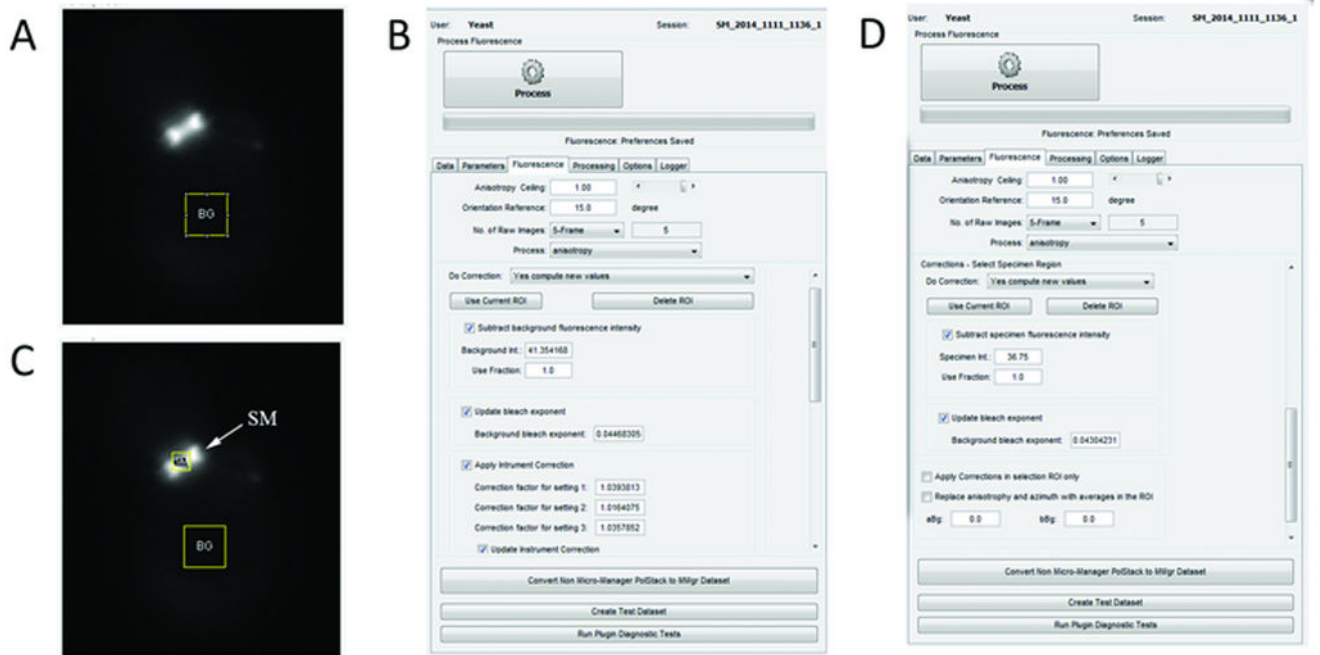 A
BG
B
User: Yeast Session: SM_2014_1111_1136_1
Process Fluorescence
Process
Fluorescence: Preferences Saved
Data Parameters Fluorescence Processing Options Logger
Anisotropy Ceiling: 1.00
Orientation Reference: 15.0 degree
No. of Raw Images: 5-Frame 5
Process: anisotropy
Do Correction: Yes compute new values
Use Current ROI Delete ROI
Subtract background fluorescence intensity
Background Int.: 41.354168
Use Fraction: 1.0
Update bleach exponent
Background bleach exponent: 0.04468305
Apply Intrument Correction
Correction factor for setting 1: 1.0393813
Correction factor for setting 2: 1.0164075
Correction factor for setting 3: 1.0357852
Update Instrument Correction
Convert Non Micro-Manager PolStack to MMgr Dataset
Create Test Dataset
Run Plugin Diagnostic Tests
C
SM
BG
D
User: Yeast Session: SM_2014_1111_1136_1
Process Fluorescence
Process
Fluorescence: Preferences Saved
Data Parameters Fluorescence Processing Options Logger
Anisotropy Ceiling: 1.00
Orientation Reference: 15.0 degree
No. of Raw Images: 5-Frame 5
Process: anisotropy
Corrections - Select Specimen Region
Do Correction: Yes compute new values
Use Current ROI Delete ROI
Subtract specimen fluorescence intensity
Specimen Int.: 36.75
Use Fraction: 1.0
Update bleach exponent
Background bleach exponent: 0.04304231
Apply Corrections in selection ROI only
Replace anisotropy and azimuth with averages in the ROI
aBg: 0.0 bBg: 0.0
Convert Non Micro-Manager PolStack to MMgr Dataset
Create Test Dataset
Run Plugin Diagnostic Tests